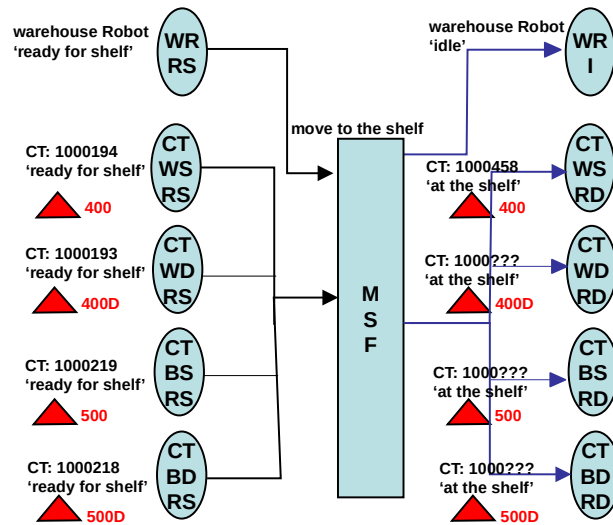 warehouse Robot
‘ready for shelf’
WR
RS
warehouse Robot
‘idle’
WR
I
move to the shelf
CT: 1000194
‘ready for shelf’
400
CT
WS
RS
CT: 1000458
‘at the shelf’
400
CT
WS
RD
CT: 1000193
‘ready for shelf’
400D
CT
WD
RS
M
S
F
CT: 1000???
‘at the shelf’
400D
CT
WD
RD
CT: 1000219
‘ready for shelf’
500
CT
BS
RS
CT: 1000???
‘at the shelf’
500
CT
BS
RD
CT: 1000218
‘ready for shelf’
500D
CT
BD
RS
CT: 1000???
‘at the shelf’
500D
CT
BD
RD